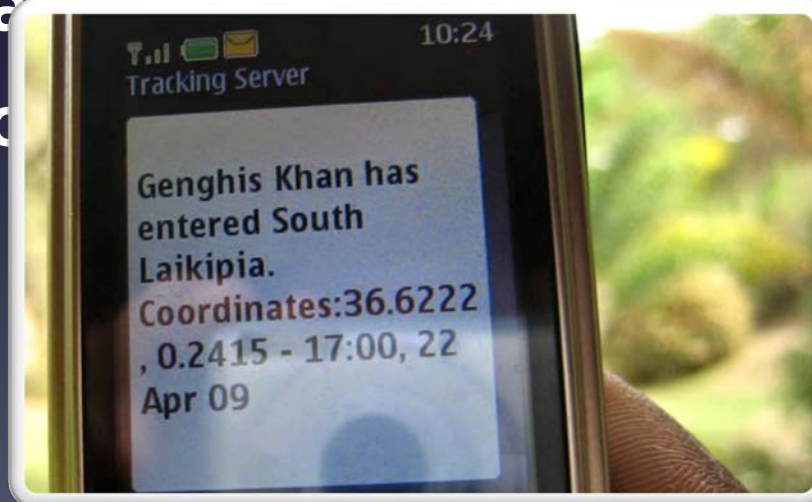 10:24
Tracking Server
Genghis Khan has
entered South
Laikipia.
Coordinates:36.6222
, 0.2415 - 17:00, 22
Apr 09